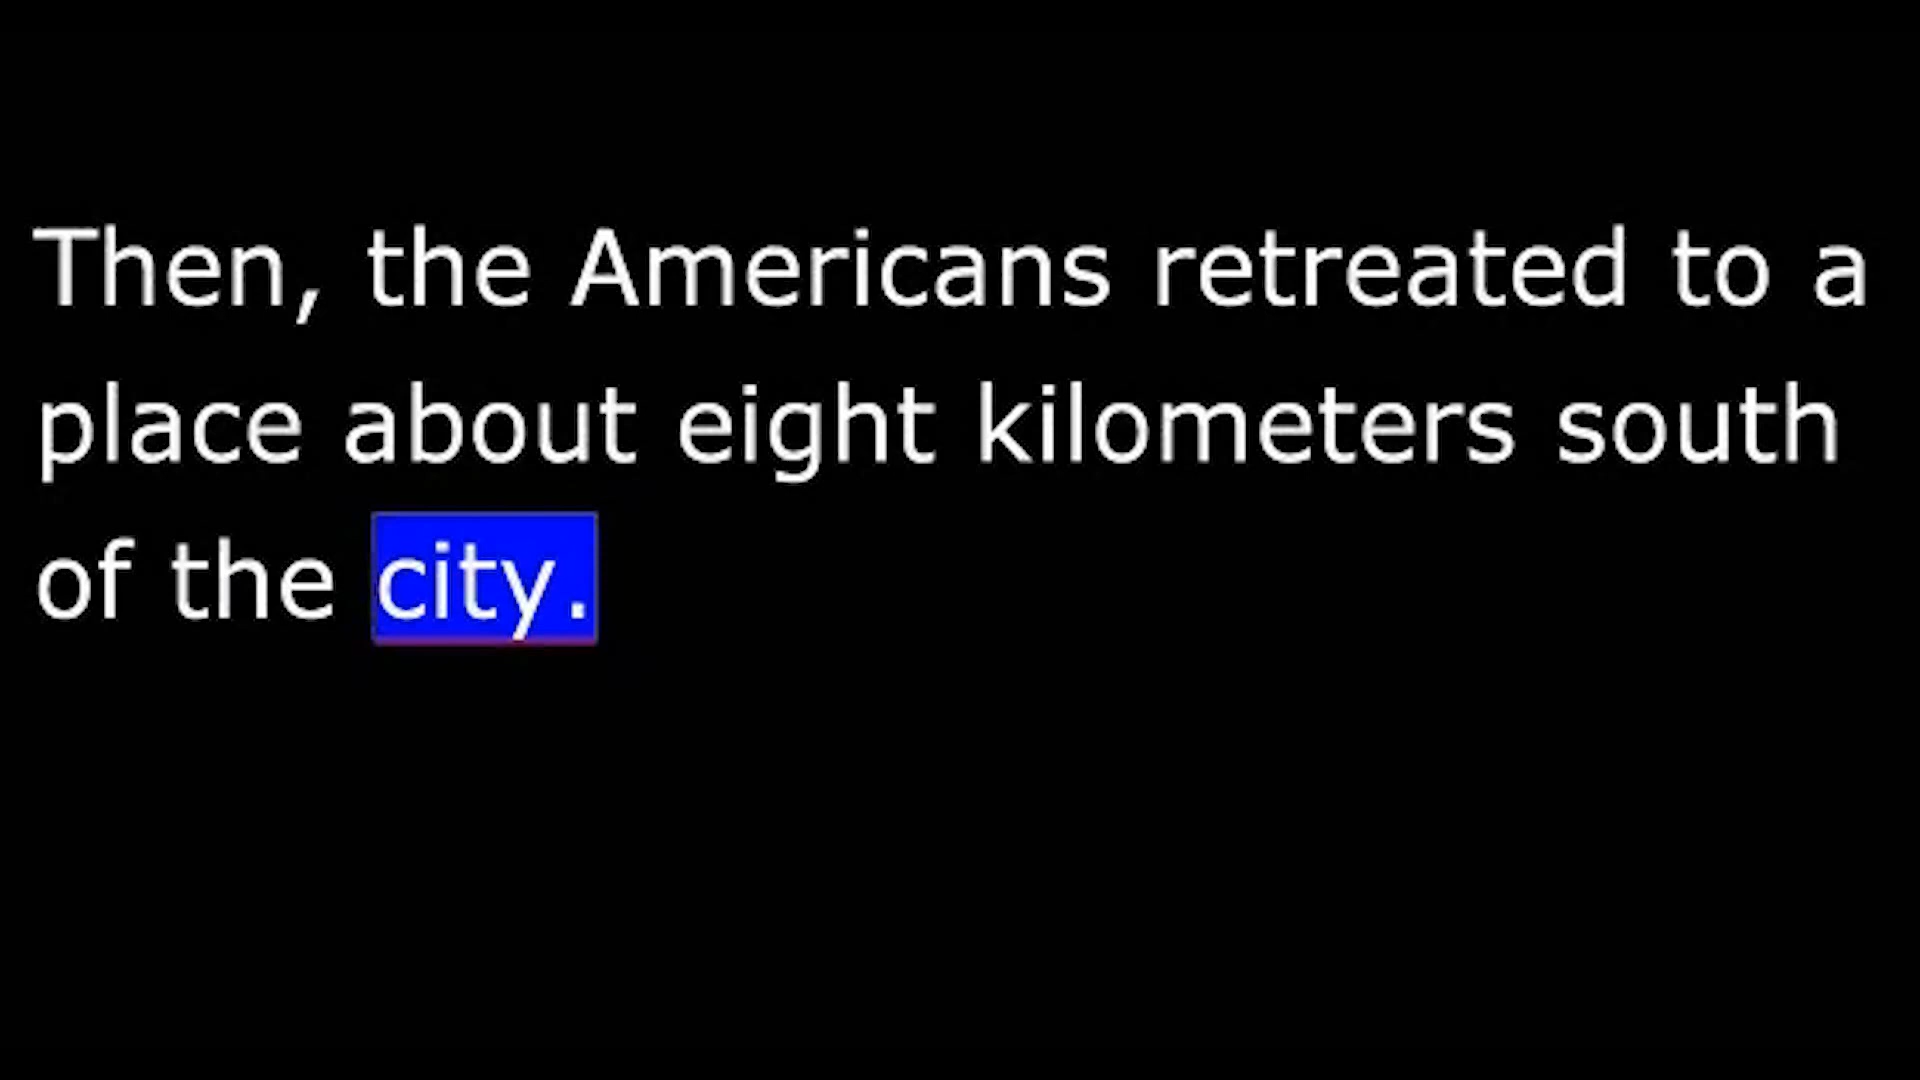 Then, the Americans retreated to a
place about eight kilometers south
of the city.